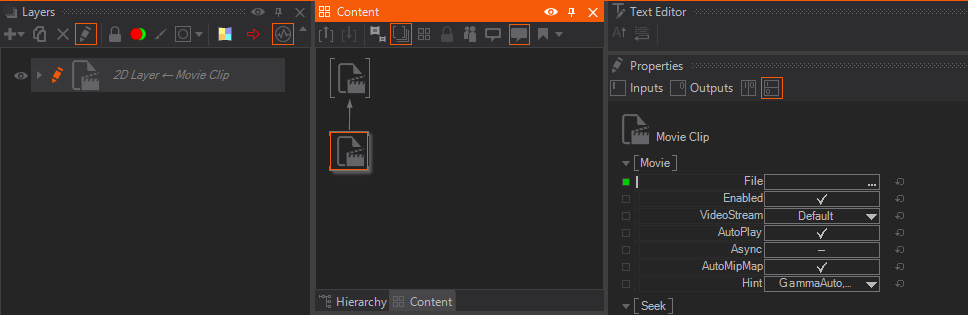 Layers
2D Layer ← Movie Clip
Content
Hierarchy
Content
Text Editor
Properties
Inputs
Outputs
Movie Clip
Movie
File ...
Enabled
VideoStream Default
AutoPlay
Async –
AutoMipMap
Hint GammaAuto,...
Seek